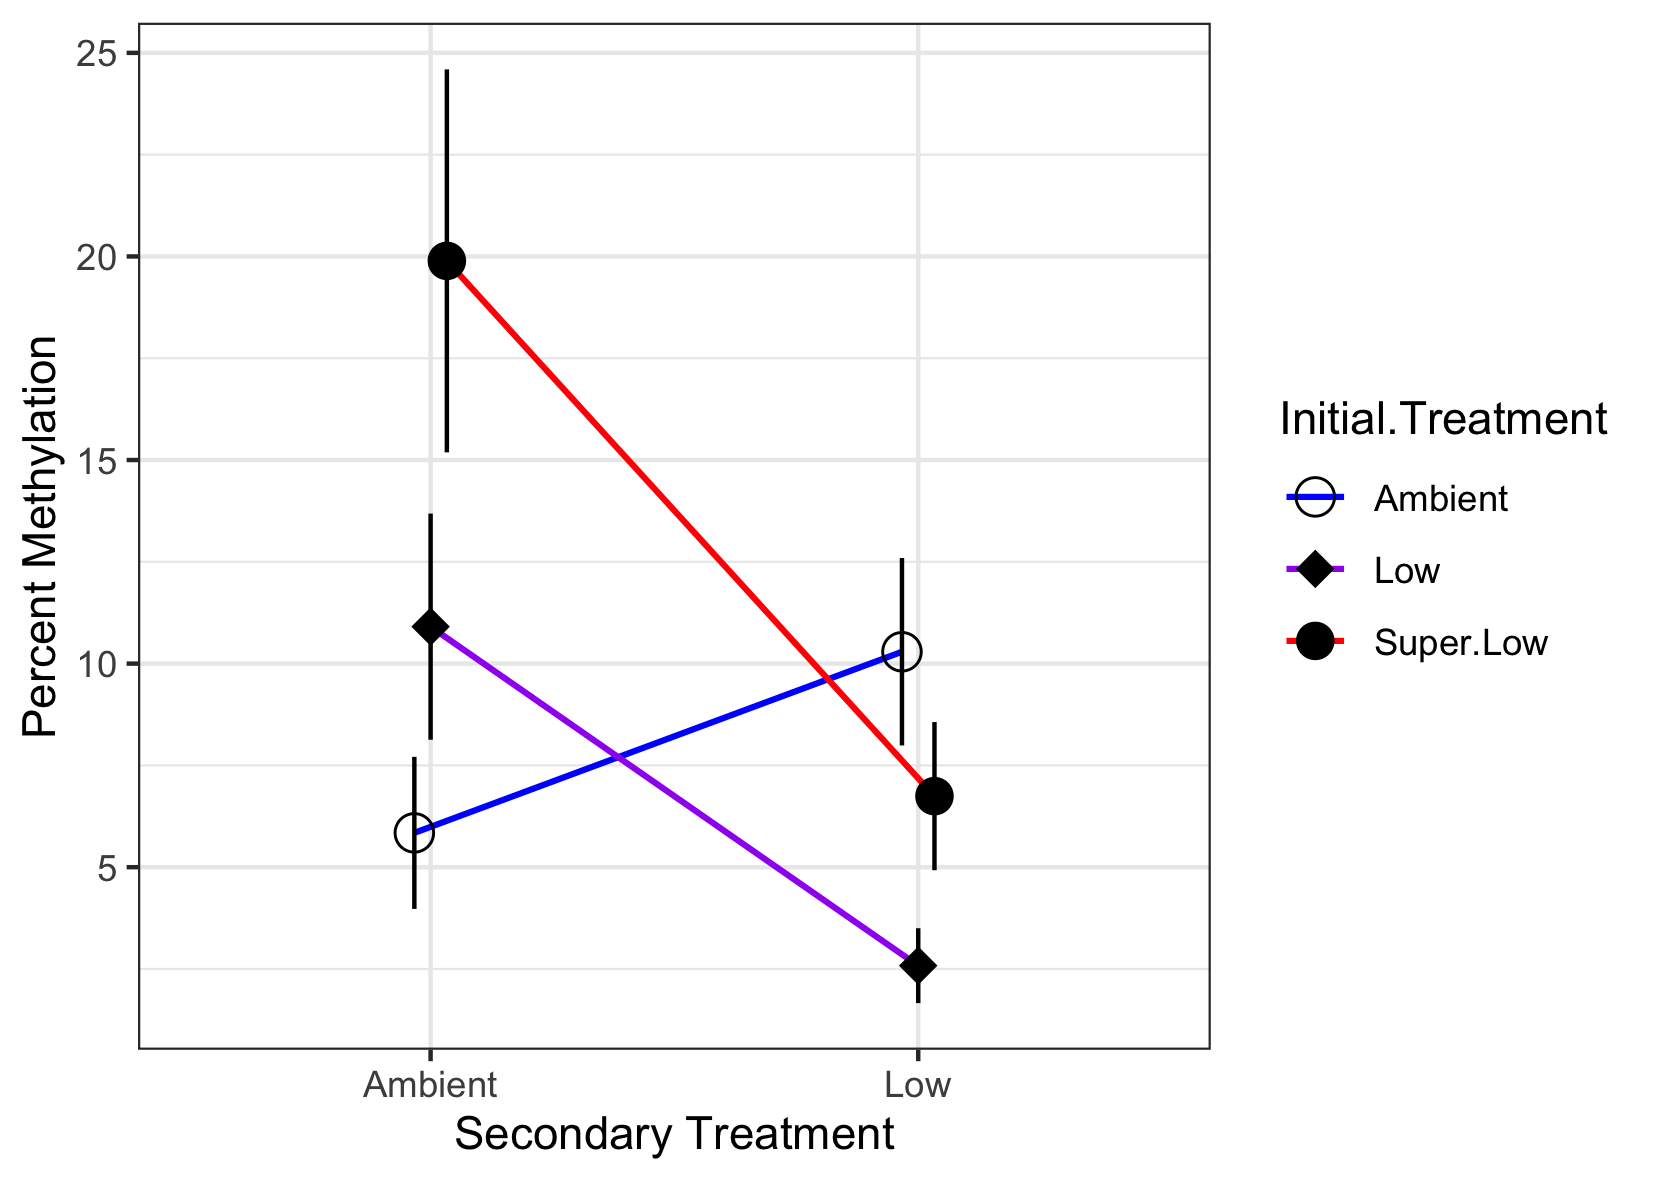 25
20
15
10
5
Percent Methylation
Ambient
Low
Secondary Treatment
Initial.Treatment
Ambient
Low
Super.Low